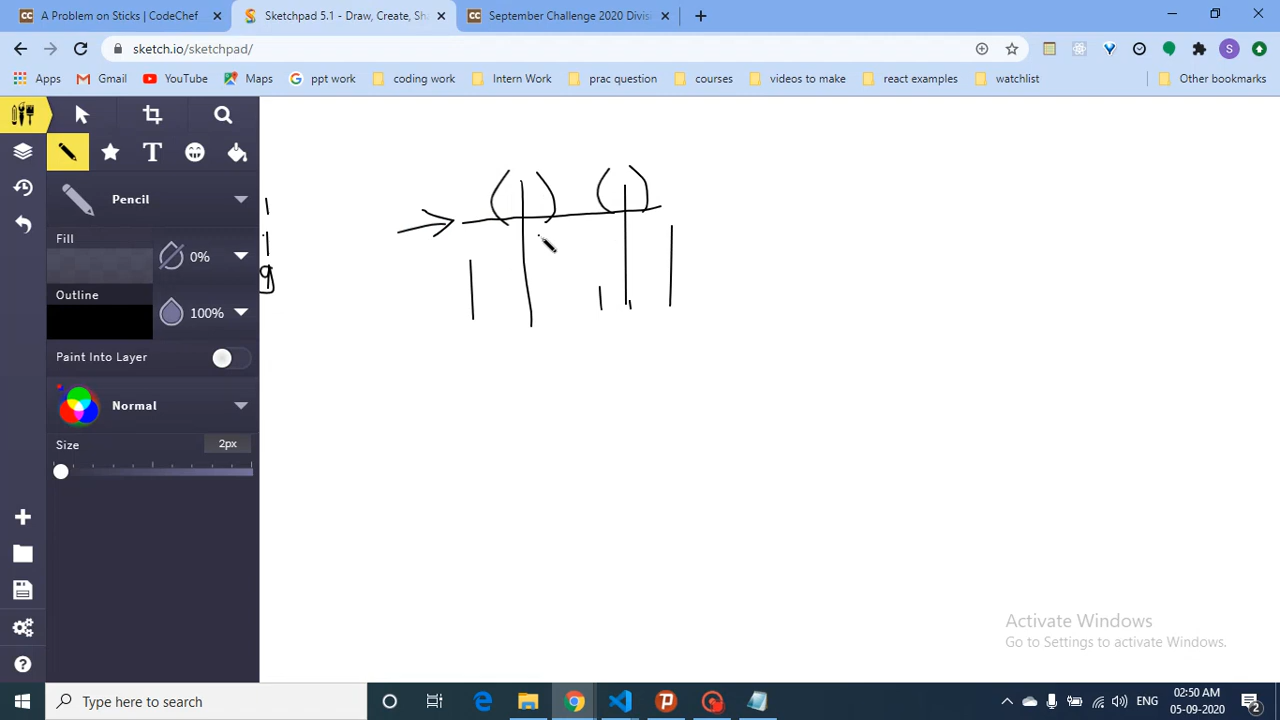 A Problem on Sticks | CodeChef
Sketchpad 5.1 - Draw, Create, Sh
September Challenge 2020 Divis
sketch.io/sketchpad/
S
Apps
Gmail
YouTube
Maps
ppt work
coding work
Intern Work
prac question
courses
videos to make
react examples
watchlist
Other bookmarks
Pencil
Fill
0%
Outline
100%
Paint Into Layer
Normal
Size
2px
Activate Windows
Go to Settings to activate Windows.
Type here to search
ENG
02:50 AM
05-09-2020
2